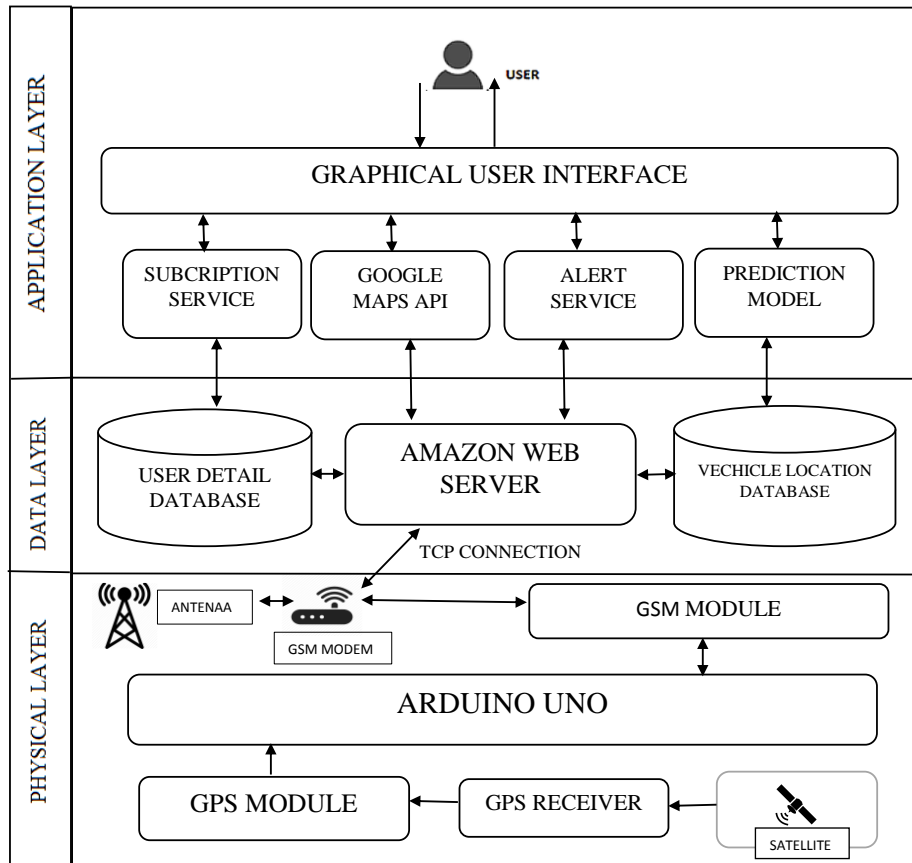 APPLICATION LAYER
USER
GRAPHICAL USER INTERFACE
SUBCRIPTION
SERVICE
GOOGLE
MAPS API
ALERT
SERVICE
PREDICTION
MODEL
DATA LAYER
USER DETAIL
DATABASE
AMAZON WEB
SERVER
VECHICLE LOCATION
DATABASE
TCP CONNECTION
PHYSICAL LAYER
ANTENAA
GSM MODEM
GSM MODULE
ARDUINO UNO
GPS MODULE
GPS RECEIVER
SATELLITE